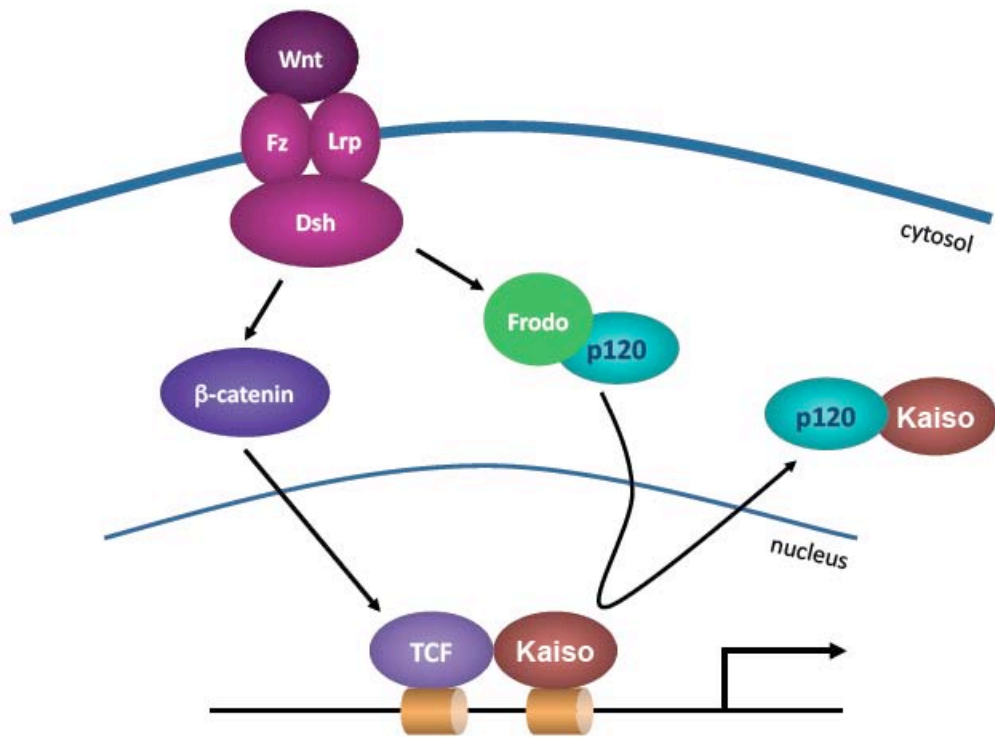 Wnt
Fz
Lrp
Dsh
cytosol
Frodo
p120
β-catenin
p120
Kaiso
nucleus
TCF
Kaiso